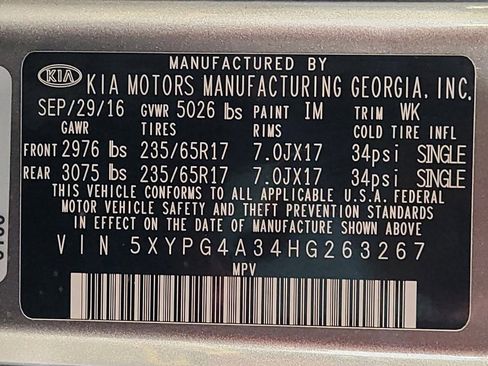 MANUFACTURED BY
KIA KIA MOTORS MANUFACTURING GEORGIA, INC.
SEP/29/16 GVWR 5026 lbs PAINT IM TRIM WK
GAWR TIRES RIMS COLD TIRE INFL
FRONT 2976 lbs 235/65R17 7.0JX17 34psi SINGLE
REAR 3075 lbs 235/65R17 7.0JX17 34psi SINGLE
THIS VEHICLE CONFORMS TO ALL APPLICABLE U.S.A. FEDERAL
MOTOR VEHICLE SAFETY AND THEFT PREVENTION STANDARDS
IN EFFECT ON THE DATE OF MANUFACTURE SHOWN ABOVE.
VIN 5XYPG4A34HG263267
MPV